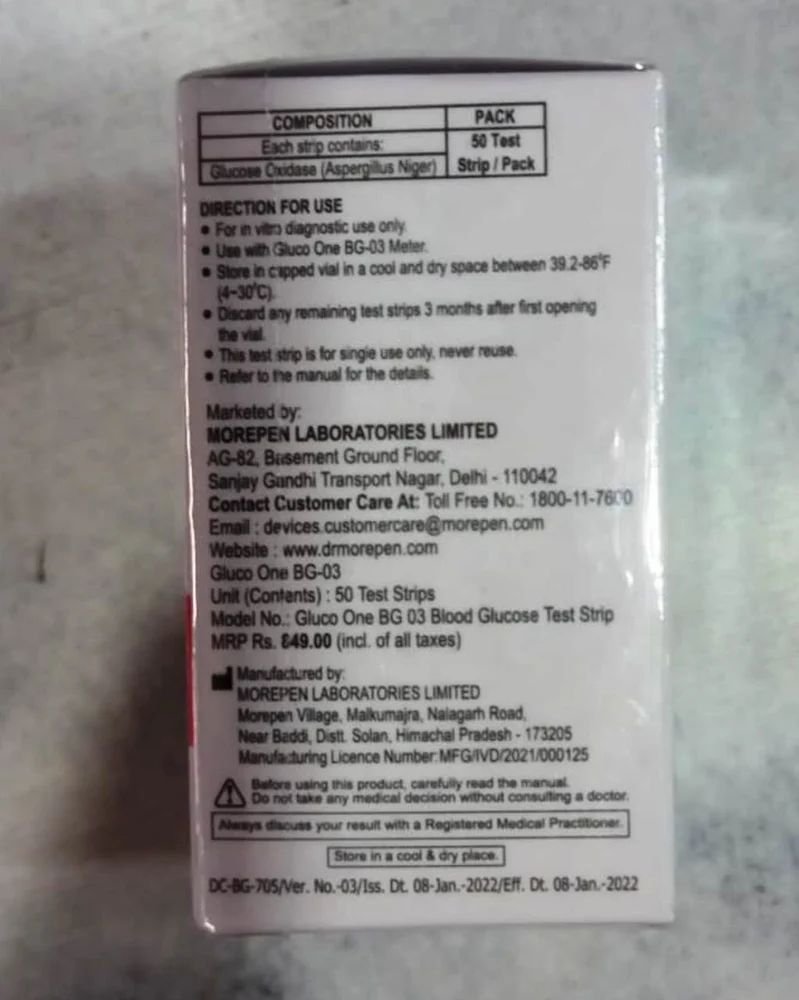 COMPOSITION PACK
Each strip contains: 50 Test
Glucose Oxidase (Aspergillus Niger) Strip / Pack
DIRECTION FOR USE
• For in vitro diagnostic use only.
• Use with Gluco One BG-03 Meter.
• Store in capped vial in a cool and dry space between 39.2-86°F
(4~30°C).
• Discard any remaining test strips 3 months after first opening
the vial.
• This test strip is for single use only, never reuse.
• Refer to the manual for the details.
Marketed by:
MOREPEN LABORATORIES LIMITED
AG-82, Basement Ground Floor,
Sanjay Gandhi Transport Nagar, Delhi - 110042
Contact Customer Care At: Toll Free No.: 1800-11-7600
Email : devices.customercare@morepen.com
Website : www.drmorepen.com
Gluco One BG-03
Unit (Contents) : 50 Test Strips
Model No.: Gluco One BG 03 Blood Glucose Test Strip
MRP Rs. 849.00 (incl. of all taxes)
Manufactured by:
MOREPEN LABORATORIES LIMITED
Morepen Village, Malkumajra, Nalagarh Road,
Near Baddi, Distt. Solan, Himachal Pradesh - 173205
Manufacturing Licence Number:MFG/IVD/2021/000125
Before using this product, carefully read the manual.
Do not take any medical decision without consulting a doctor.
Always discuss your result with a Registered Medical Practitioner.
Store in a cool & dry place.
DC-BG-705/Ver. No.-03/Iss. Dt. 08-Jan.-2022/Eff. Dt. 08-Jan.-2022